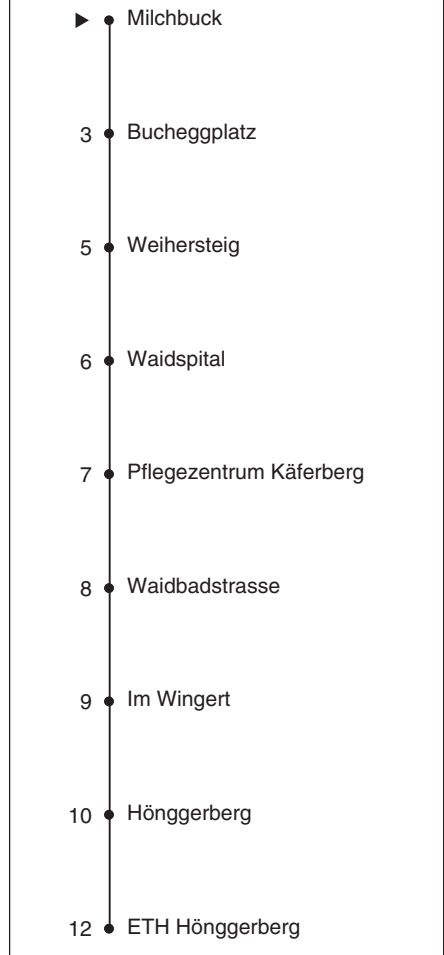 Milchbuck
3 Bucheggplatz
5 Weihersteig
6 Waidspital
7 Pflegezentrum Käferberg
8 Waidbadstrasse
9 Im Wingert
10 Hönggerberg
12 ETH Hönggerberg